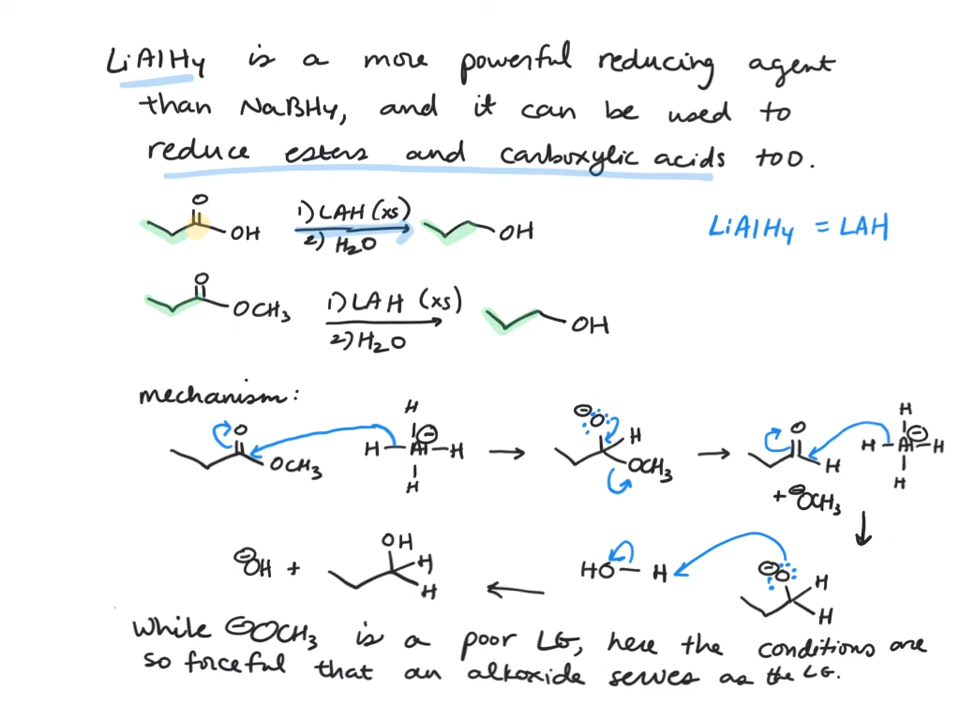 LiAlH4 is a more powerful reducing agent
than NaBH4, and it can be used to
reduce esters and carboxylic acids too.
O
OH
1) LAH (xs)
2) H2O
OH
LiAlH4 = LAH
O
OCH3
1) LAH (xs)
2) H2O
OH
mechanism:
O
OCH3
H
H – Al – H
⊖
H
⊖
O
H
OCH3
O
H
+ ⊖OCH3
H
H – Al – H
⊖
H
⊖OH +
OH
H
H
HO – H
⊖O
H
H
While ⊖OCH3 is a poor LG, here the conditions are
so forceful that an alkoxide serves as the LG.